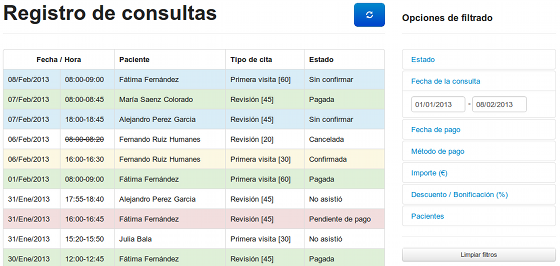 Registro de consultas
Fecha / Hora Paciente Tipo de cita Estado
08/Feb/2013 08:00-09:00 Fátima Fernández Primera visita [60] Sin confirmar
07/Feb/2013 08:00-08:45 María Saenz Colorado Revisión [45] Pagada
07/Feb/2013 18:00-18:45 Alejandro Perez Garcia Revisión [45] Sin confirmar
06/Feb/2013 08:00-08:20 Fernando Ruiz Humanes Revisión [20] Cancelada
06/Feb/2013 16:00-16:30 Fernando Ruiz Humanes Primera visita [30] Confirmada
01/Feb/2013 08:00-09:00 Fátima Fernández Primera visita [60] Pagada
31/Ene/2013 17:55-18:40 Alejandro Perez Garcia Revisión [45] No asistió
31/Ene/2013 16:00-16:45 Fátima Fernández Revisión [45] Pendiente de pago
31/Ene/2013 15:20-15:50 Julia Bala Primera visita [30] No asistió
30/Ene/2013 12:00-12:45 Fátima Fernández Revisión [45] Pagada
Opciones de filtrado
Estado
Fecha de la consulta
01/01/2013 - 08/02/2013
Fecha de pago
Método de pago
Importe (€)
Descuento / Bonificación (%)
Pacientes
Limpiar filtros